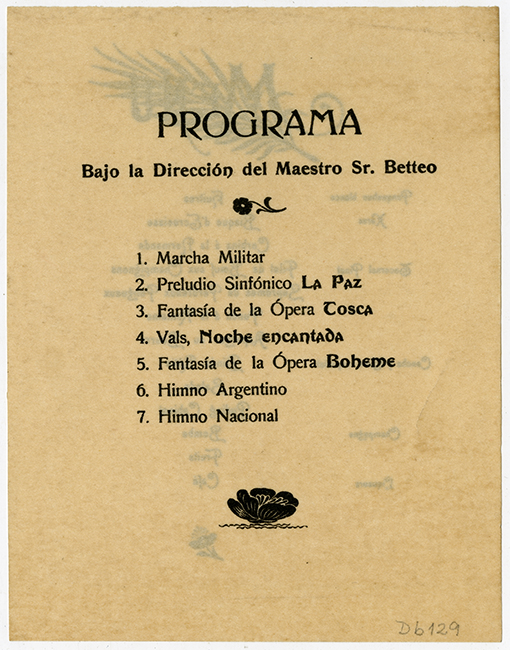 PROGRAMA
Bajo la Dirección del Maestro Sr. Betteo
1. Marcha Militar
2. Preludio Sinfónico La Paz
3. Fantasía de la Ópera Tosca
4. Vals, Noche encantada
5. Fantasía de la Ópera Boheme
6. Himno Argentino
7. Himno Nacional
Db129